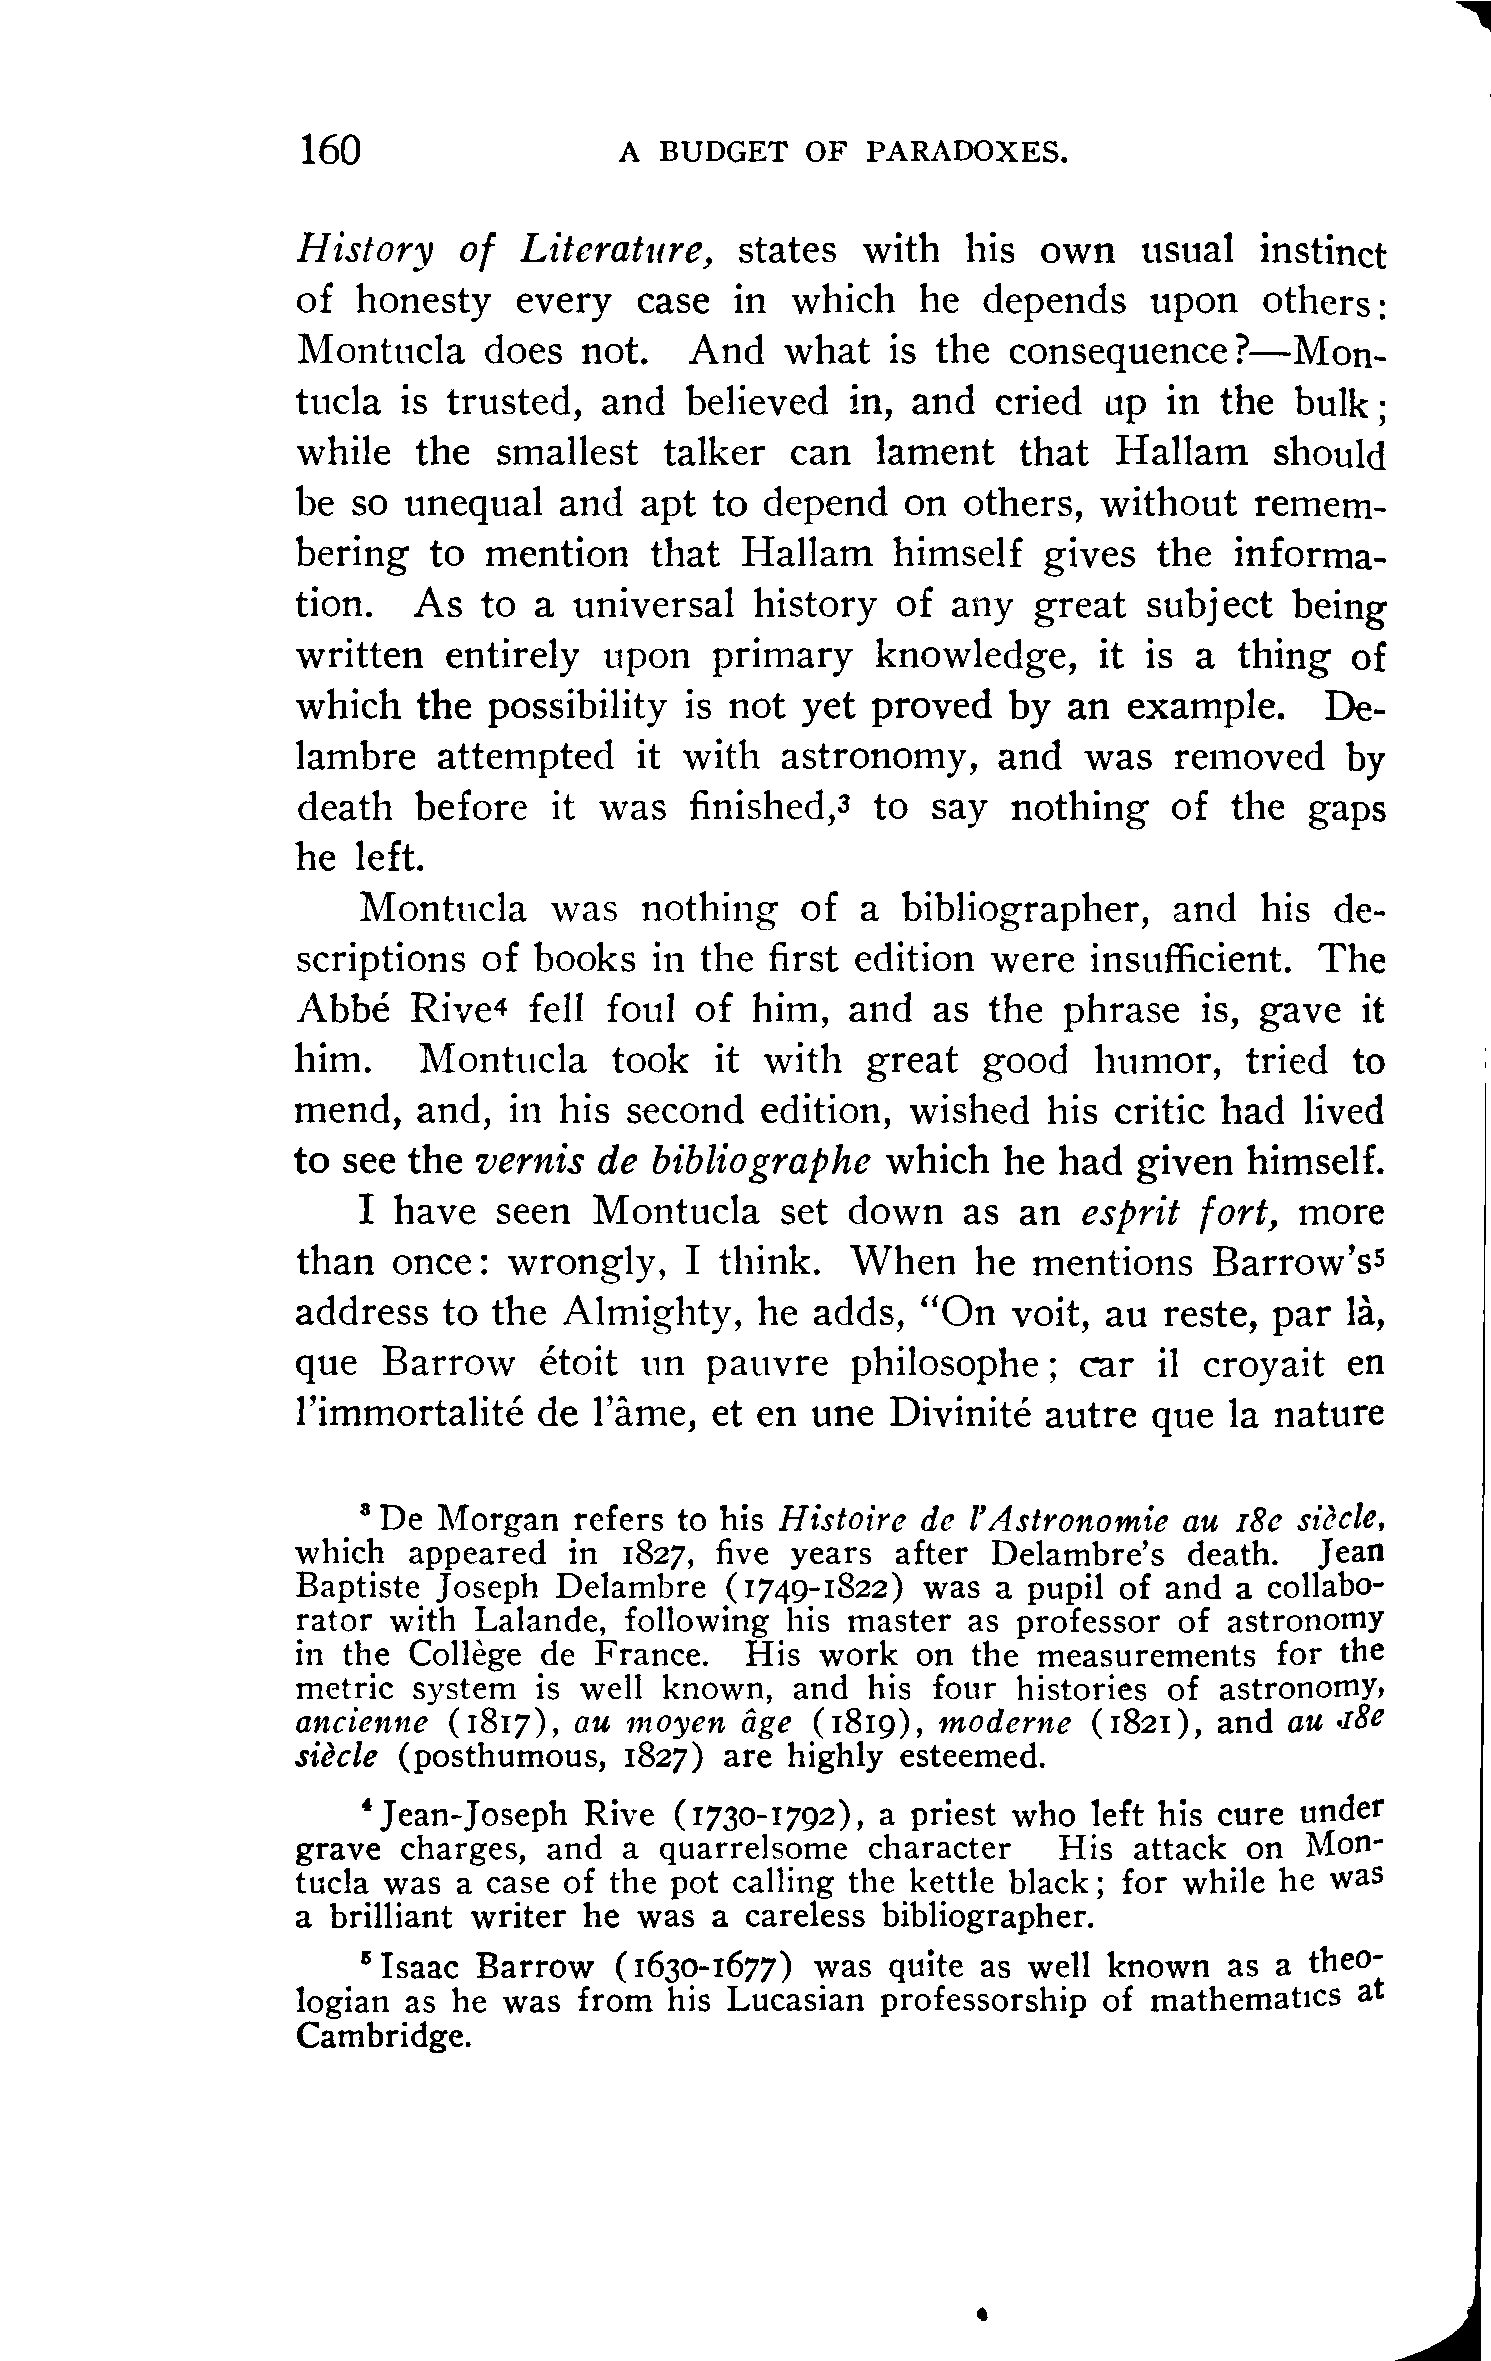 160 A BUDGET OF PARADOXES.
History of Literature, states with his own usual instinct
of honesty every case in which he depends upon others:
Montucla does not. And what is the consequence?—Mon-
tucla is trusted, and believed in, and cried up in the bulk;
while the smallest talker can lament that Hallam should
be so unequal and apt to depend on others, without remem-
bering to mention that Hallam himself gives the informa-
tion. As to a universal history of any great subject being
written entirely upon primary knowledge, it is a thing of
which the possibility is not yet proved by an example. De-
lambre attempted it with astronomy, and was removed by
death before it was finished,³ to say nothing of the gaps
he left.
Montucla was nothing of a bibliographer, and his de-
scriptions of books in the first edition were insufficient. The
Abbé Rive⁴ fell foul of him, and as the phrase is, gave it
him. Montucla took it with great good humor, tried to
mend, and, in his second edition, wished his critic had lived
to see the vernis de bibliographe which he had given himself.
I have seen Montucla set down as an esprit fort, more
than once: wrongly, I think. When he mentions Barrow's⁵
address to the Almighty, he adds, "On voit, au reste, par là,
que Barrow étoit un pauvre philosophe; car il croyait en
l'immortalité de l'âme, et en une Divinité autre que la nature
³ De Morgan refers to his Histoire de l'Astronomie au 18e siècle,
which appeared in 1827, five years after Delambre's death. Jean
Baptiste Joseph Delambre (1749-1822) was a pupil of and a collabo-
rator with Lalande, following his master as professor of astronomy
in the Collège de France. His work on the measurements for the
metric system is well known, and his four histories of astronomy,
ancienne (1817), au moyen âge (1819), moderne (1821), and au 18e
siècle (posthumous, 1827) are highly esteemed.
⁴ Jean-Joseph Rive (1730-1792), a priest who left his cure under
grave charges, and a quarrelsome character His attack on Mon-
tucla was a case of the pot calling the kettle black; for while he was
a brilliant writer he was a careless bibliographer.
⁵ Isaac Barrow (1630-1677) was quite as well known as a theo-
logian as he was from his Lucasian professorship of mathematics at
Cambridge.